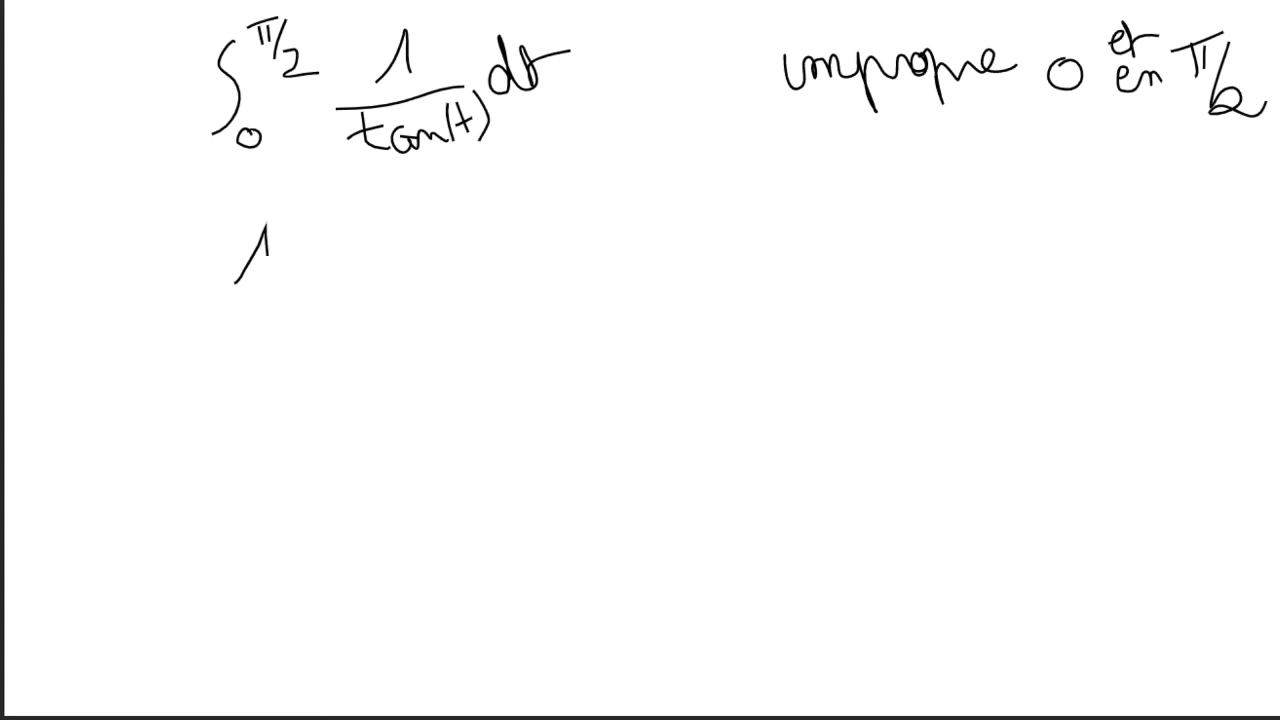 ∫₀^{π/2} 1/tan(t) dt impropre 0 et en π/2
1